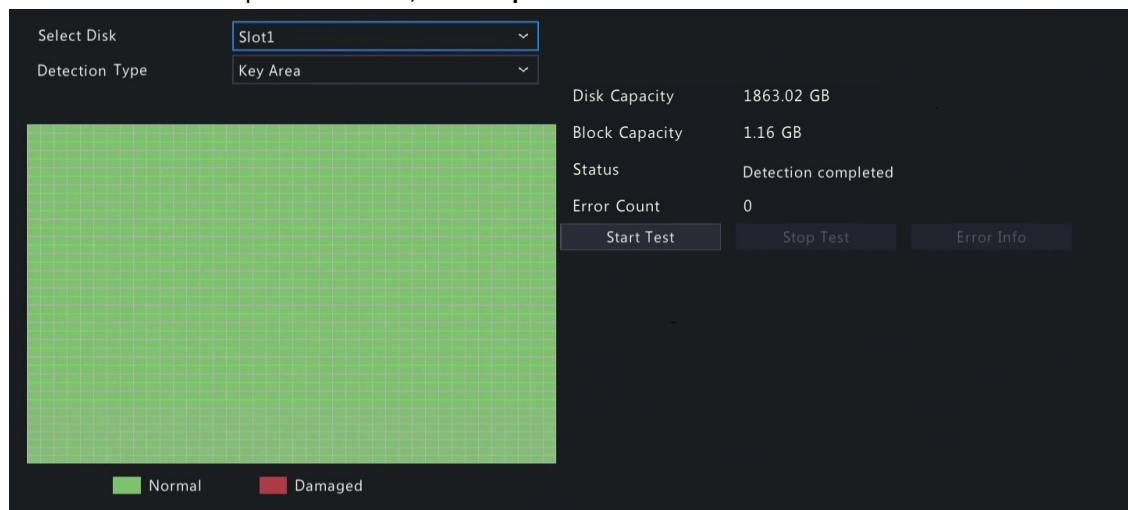 Select Disk Slot1
Detection Type Key Area
Disk Capacity 1863.02 GB
Block Capacity 1.16 GB
Status Detection completed
Error Count 0
Start Test Stop Test Error Info
Normal Damaged